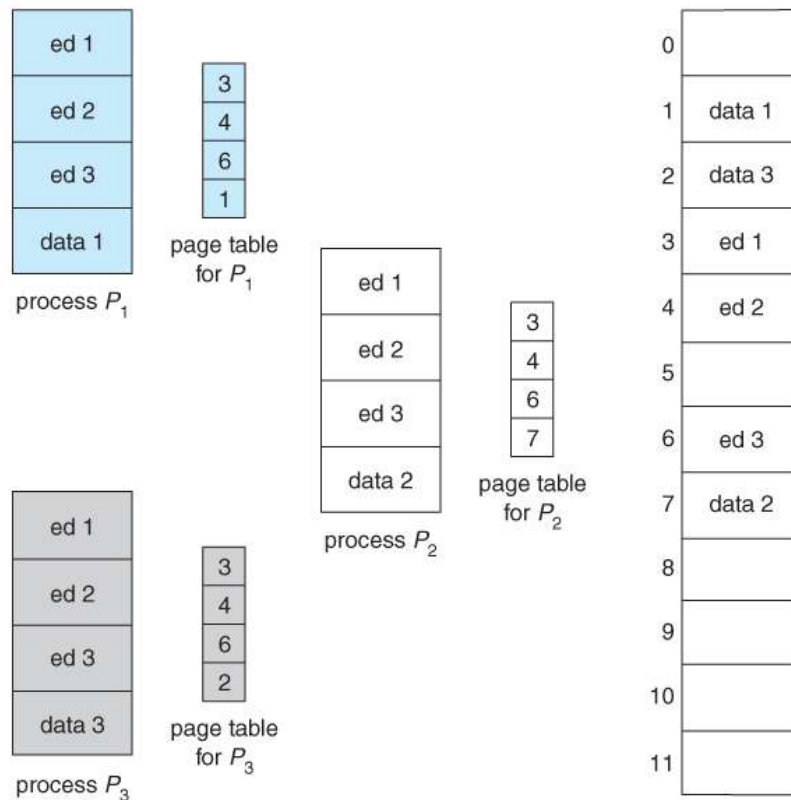 ed 1
ed 2
ed 3
data 1
process P1
3
4
6
1
page table
for P1
ed 1
ed 2
ed 3
data 2
process P2
3
4
6
7
page table
for P2
ed 1
ed 2
ed 3
data 3
process P3
3
4
6
2
page table
for P3
0
1 data 1
2 data 3
3 ed 1
4 ed 2
5
6 ed 3
7 data 2
8
9
10
11